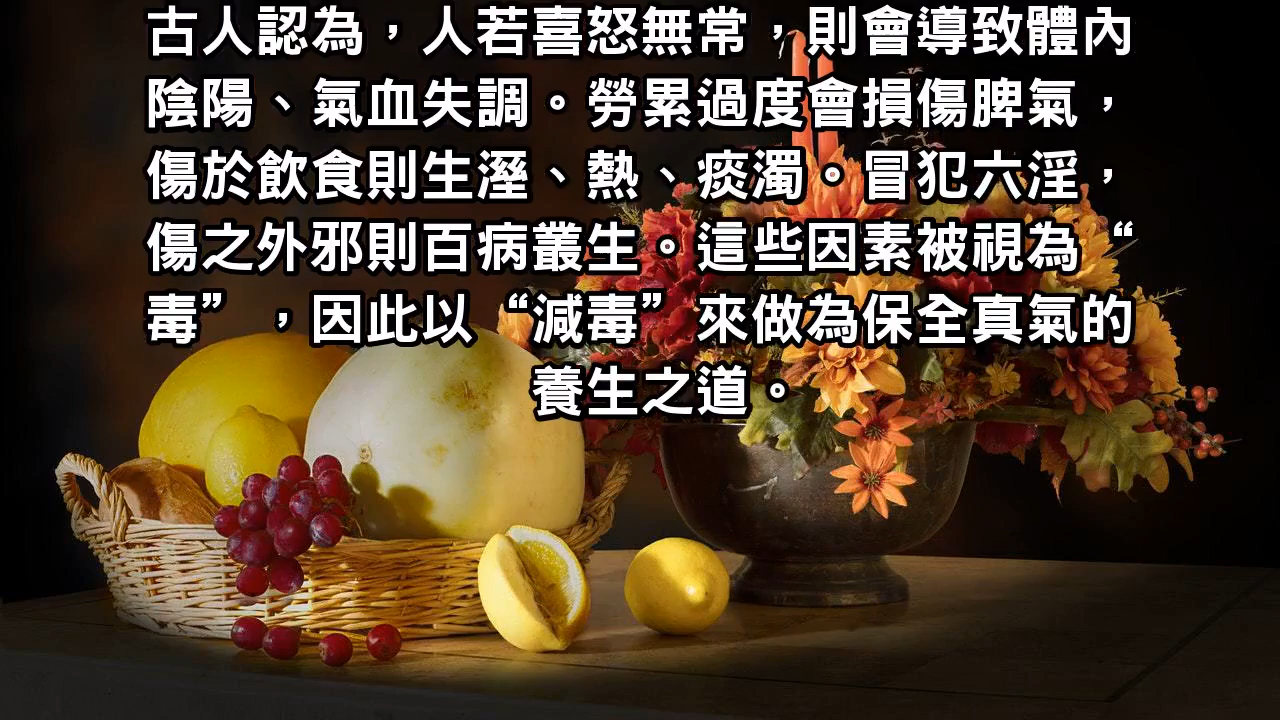 古人認為，人若喜怒無常，則會導致體內
陰陽、氣血失調。勞累過度會損傷脾氣，
傷於飲食則生溼、熱、痰濁。冒犯六淫，
傷之外邪則百病叢生。這些因素被視為“
毒”，因此以“減毒”來做為保全真氣的
養生之道。